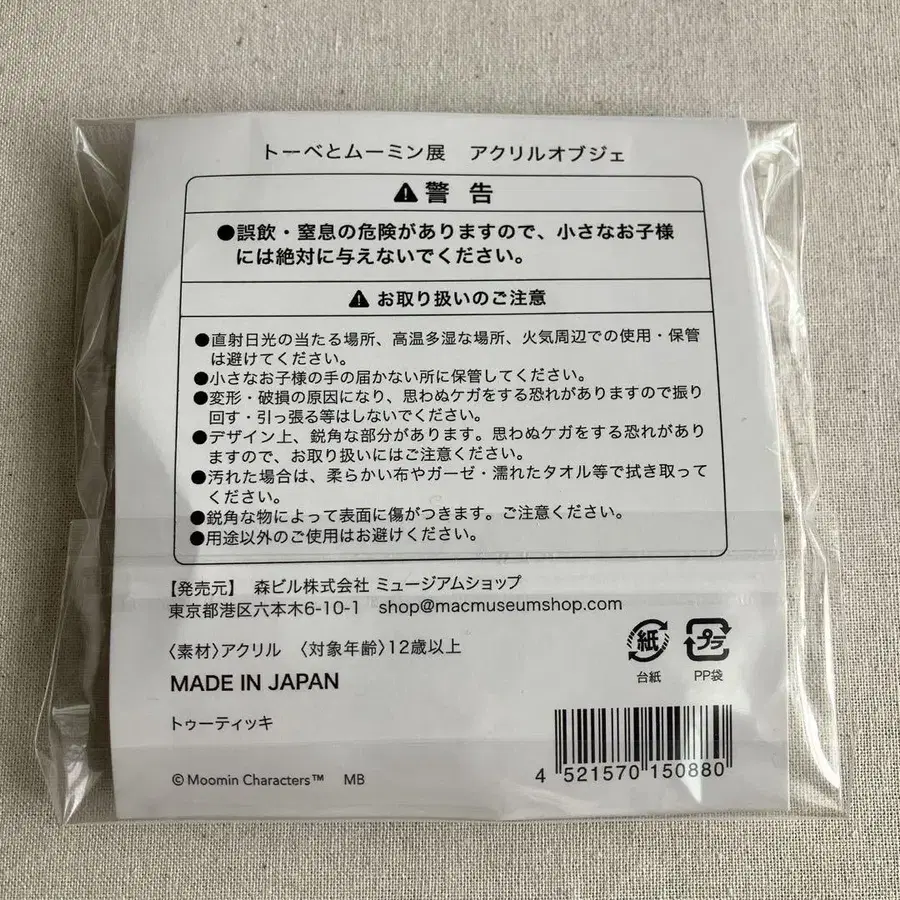 トーベとムーミン展　アクリルオブジェ
⚠警告
●誤飲・窒息の危険がありますので、小さなお子様
には絶対に与えないでください。
⚠お取り扱いのご注意
●直射日光の当たる場所、高温多湿な場所、火気周辺での使用・保管
は避けてください。
●小さなお子様の手の届かない所に保管してください。
●変形・破損の原因になり、思わぬケガをする恐れがありますので振り
回す・引っ張る等はしないでください。
●デザイン上、鋭角な部分があります。思わぬケガをする恐れがあり
ますので、お取り扱いにはご注意ください。
●汚れた場合は、柔らかい布やガーゼ・濡れたタオル等で拭き取って
ください。
●鋭角な物によって表面に傷がつきます。ご注意ください。
●用途以外のご使用はお避けください。
【発売元】　森ビル株式会社 ミュージアムショップ
東京都港区六本木6-10-1　shop@macmuseumshop.com
〈素材〉アクリル　〈対象年齢〉12歳以上
MADE IN JAPAN
トゥーティッキ
紙 プラ
台紙 PP袋
4 521570 150880
© Moomin Characters™　MB